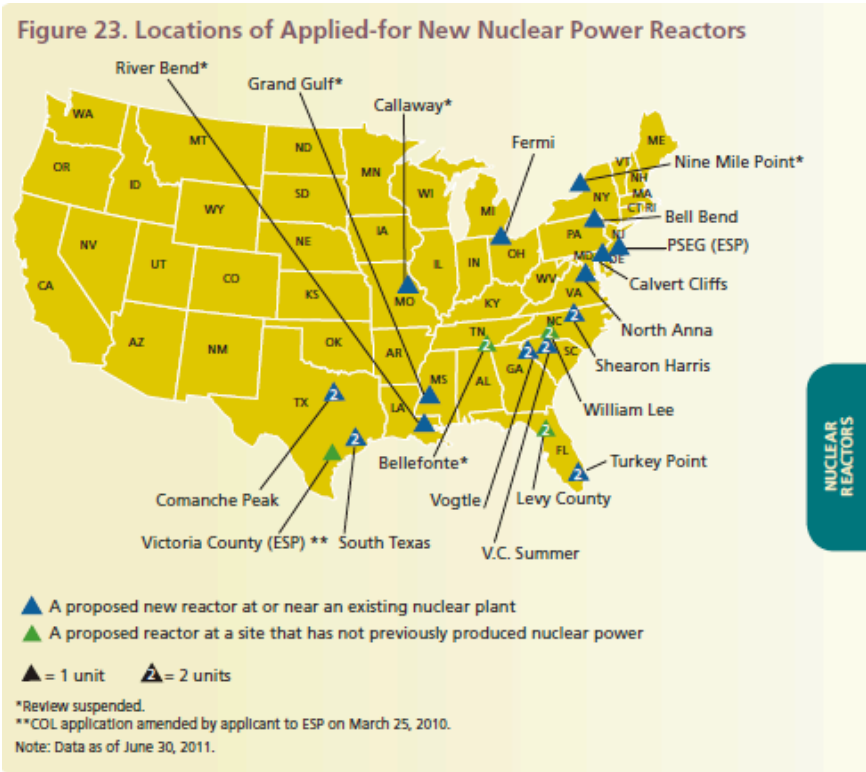 Figure 23. Locations of Applied-for New Nuclear Power Reactors
River Bend*
Grand Gulf*
Callaway*
Fermi
Nine Mile Point*
Bell Bend
PSEG (ESP)
Calvert Cliffs
North Anna
Shearon Harris
William Lee
Turkey Point
Levy County
V.C. Summer
Vogtle
Bellefonte*
South Texas
Victoria County (ESP) **
Comanche Peak
WA
MT
ND
MN
WI
MI
ME
VT
NH
MA
CT RI
NY
OR
ID
SD
WY
IA
PA
NJ
MD
DE
NV
UT
CO
NE
IL
IN
OH
WV
VA
CA
KS
MO
KY
NC
2
AZ
NM
OK
AR
TN
2
2
2
2
SC
GA
AL
MS
LA
TX
2
2
2
FL
2
A proposed new reactor at or near an existing nuclear plant
A proposed reactor at a site that has not previously produced nuclear power
= 1 unit
2 = 2 units
*Review suspended.
**COL application amended by applicant to ESP on March 25, 2010.
Note: Data as of June 30, 2011.
NUCLEAR
REACTORS